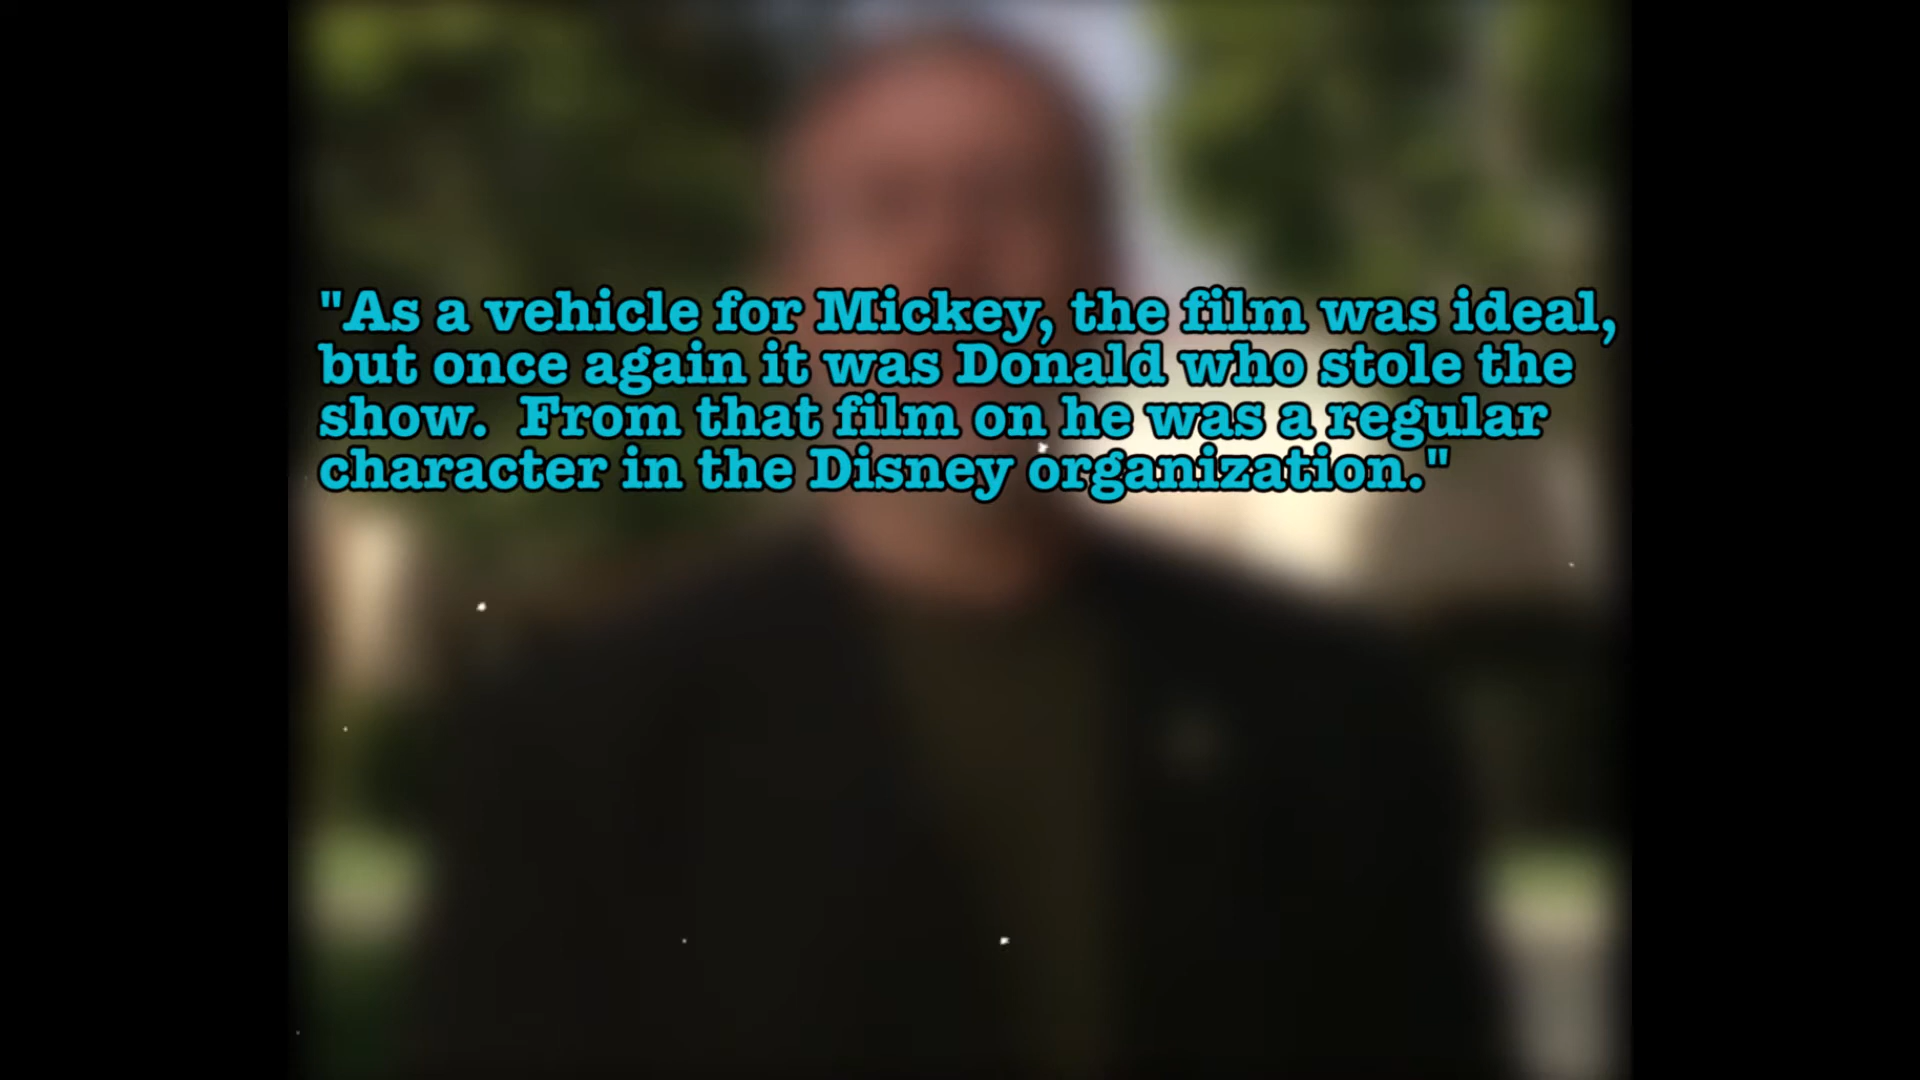 "As a vehicle for Mickey, the film was ideal,
but once again it was Donald who stole the
show.  From that film on he was a regular
character in the Disney organization."